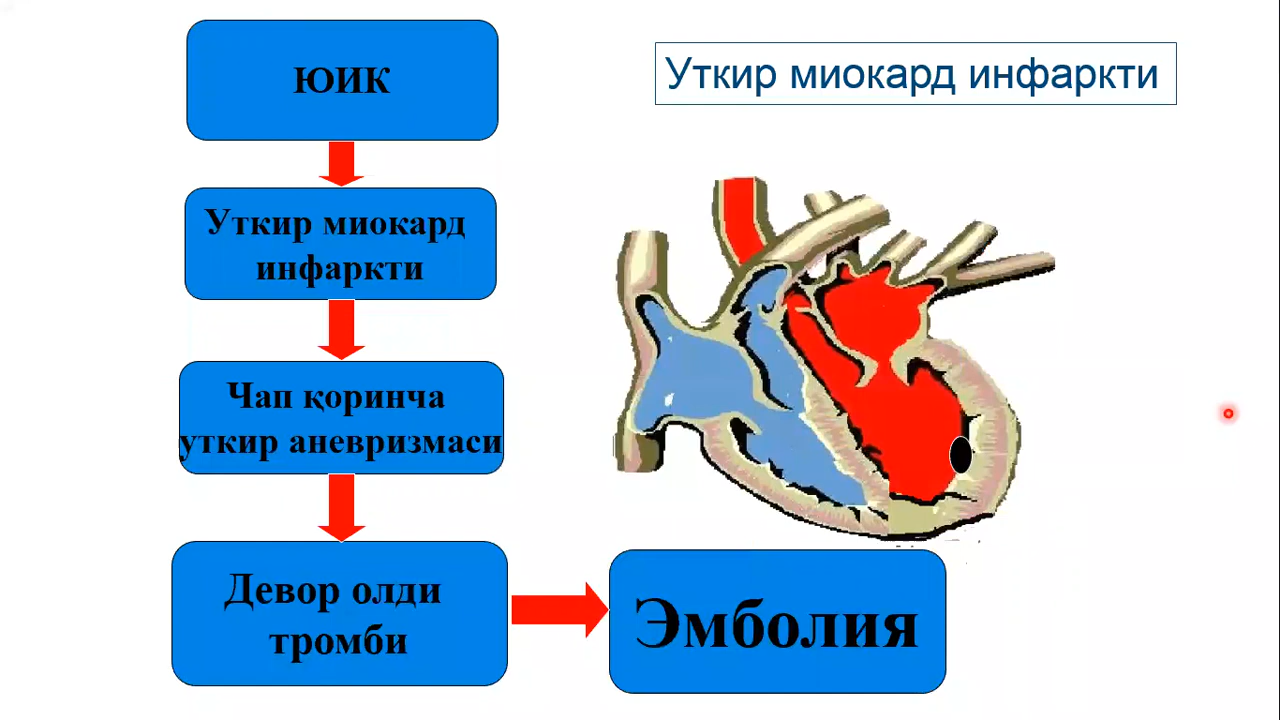 ЮИК
Уткир миокард инфаркти
Уткир миокард
инфаркти
Чап қоринча
уткир аневризмаси
Девор олди
тромби
Эмболия